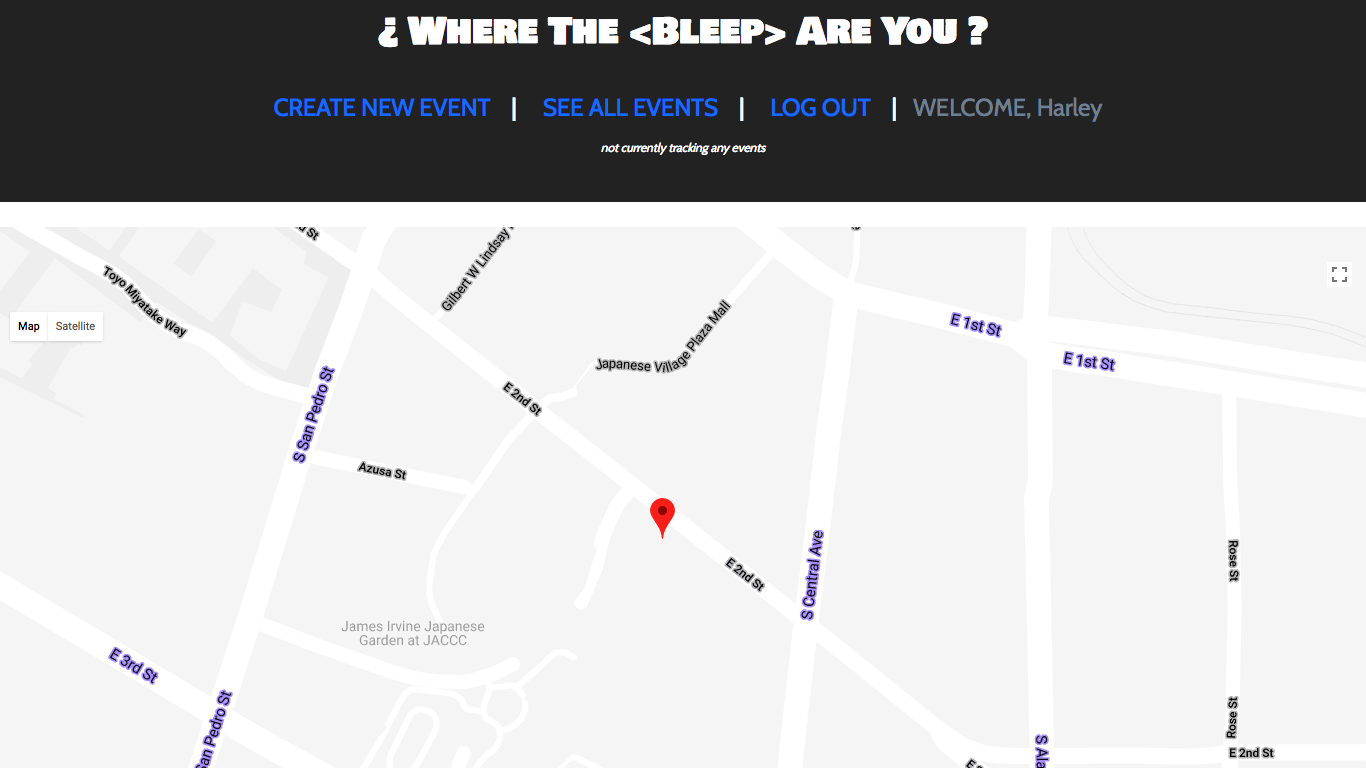 ¿ Where The <Bleep> Are You ?
CREATE NEW EVENT | SEE ALL EVENTS | LOG OUT | WELCOME, Harley
not currently tracking any events
Gilbert W Lindsay
Toyo Miyatake Way
Map Satellite
Japanese Village Plaza Mall
E 1st St
E 1st St
S San Pedro St
E 2nd St
Azusa St
E 2nd St
S Central Ave
Rose St
James Irvine Japanese
Garden at JACCC
E 3rd St
San Pedro St
Rose St
E 2nd St